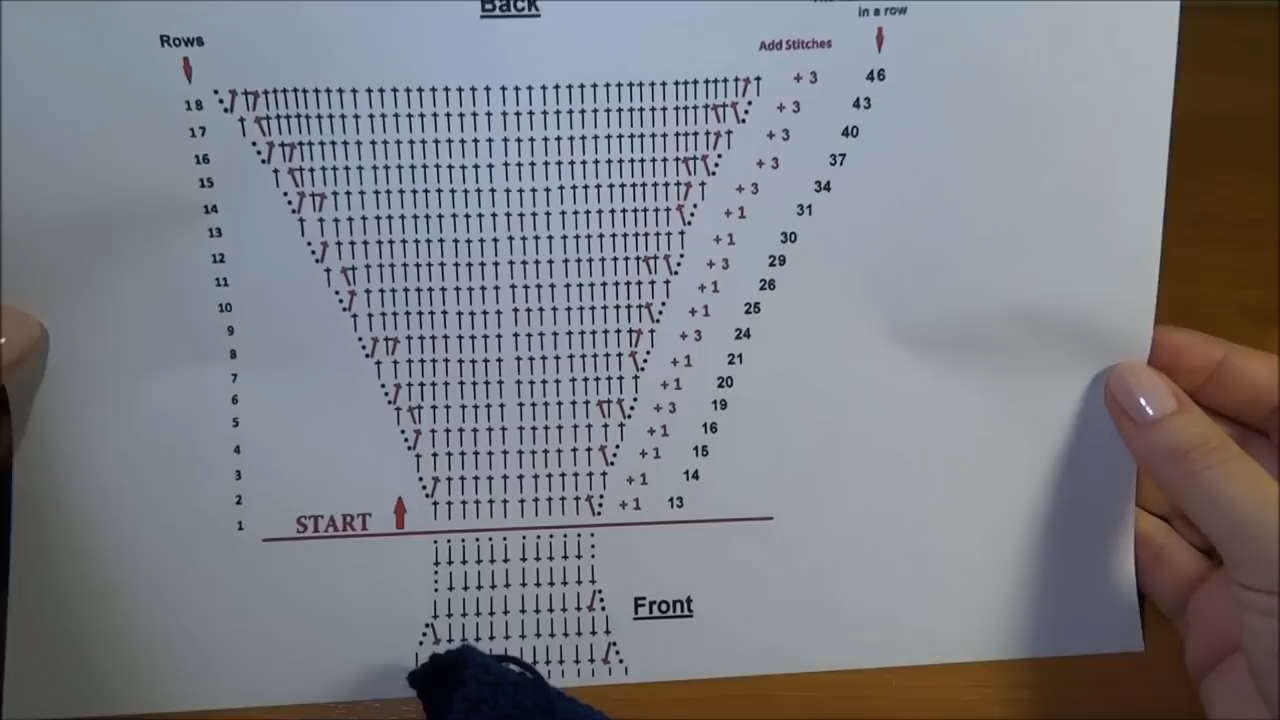 Back
in a row
Rows
Add Stitches
+ 3 46
18 + 3 43
17 + 3 40
16 + 3 37
15 + 3 34
14 + 1 31
13 + 1 30
12 + 3 29
11 + 1 26
10 + 1 25
9 + 3 24
8 + 1 21
7 + 1 20
6 + 3 19
5 + 1 16
4 + 1 15
3 + 1 14
2 + 1 13
1 START
Front